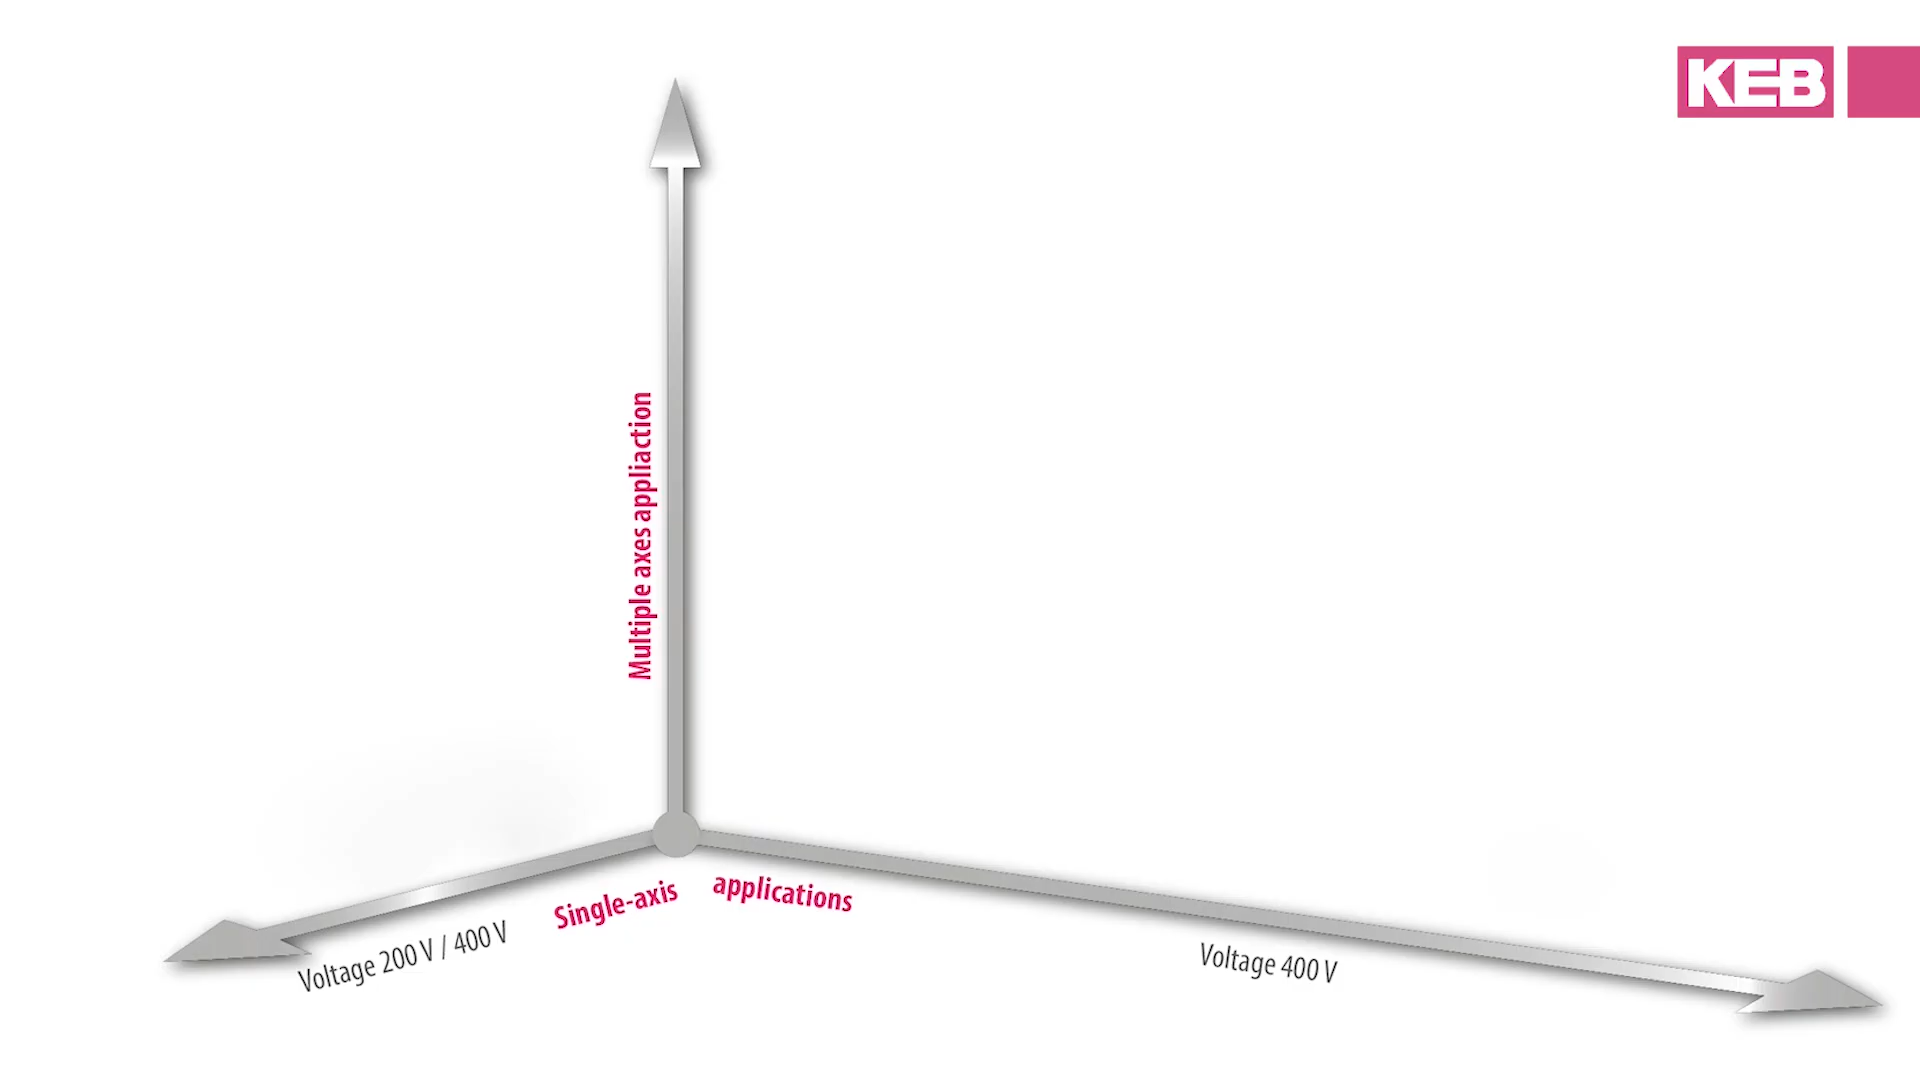 KEB
Multiple axes appliaction
Single-axis applications
Voltage 200 V / 400 V
Voltage 400 V